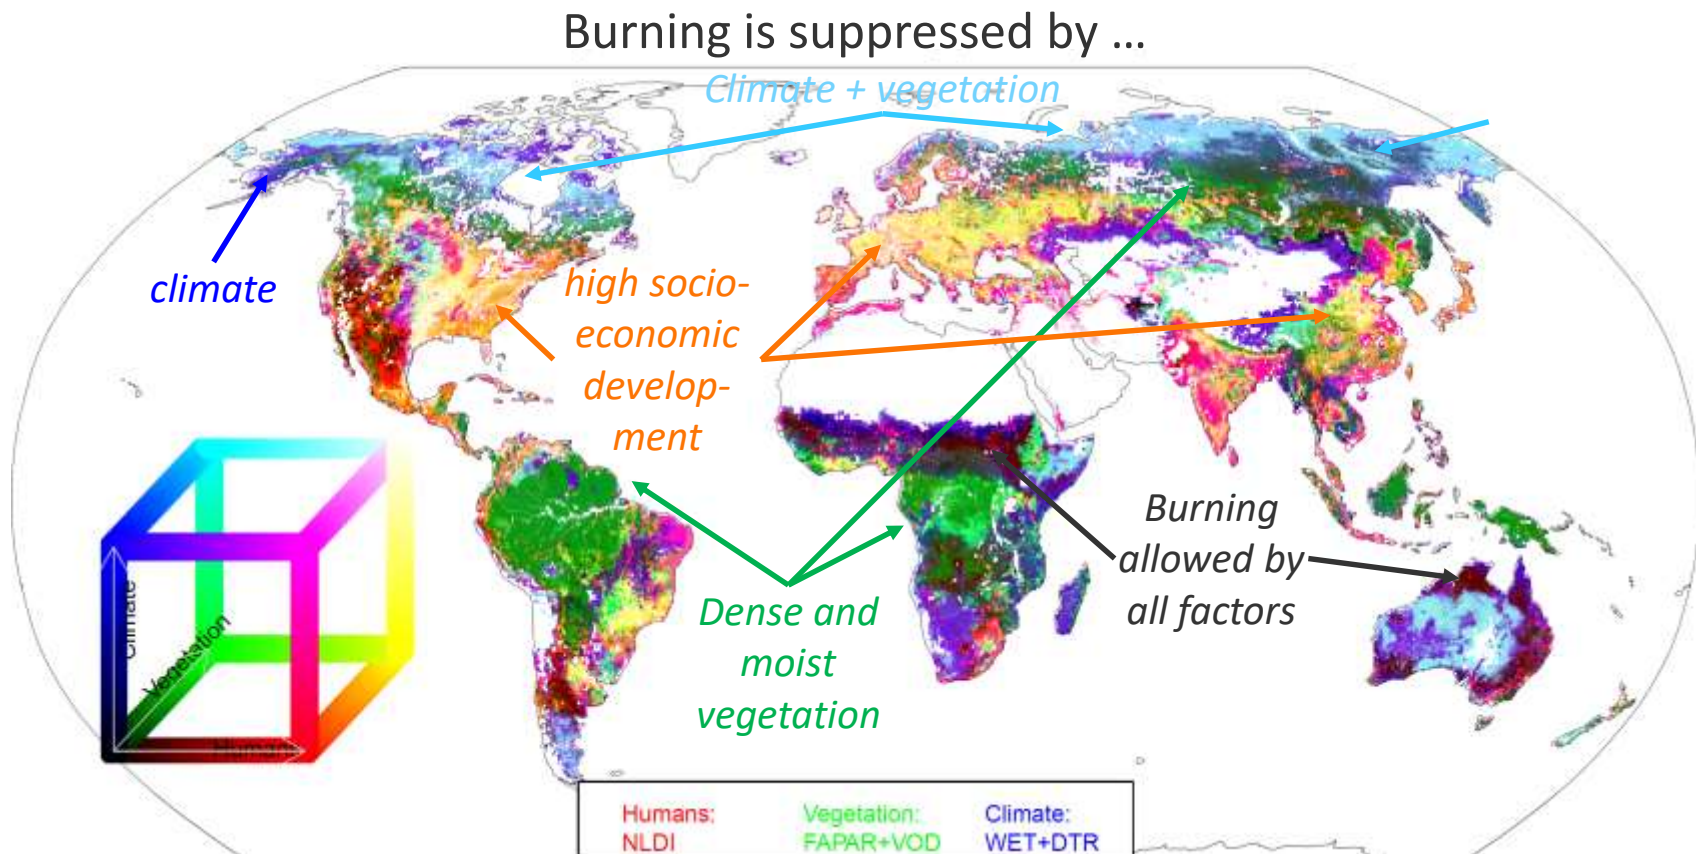 Burning is suppressed by ...
Climate + vegetation
climate
high socio-
economic
develop-
ment
Burning
allowed by
all factors
Dense and
moist
vegetation
Climate
Vegetation
Humans
Humans:
Vegetation:
Climate:
NLDI
FAPAR+VOD
WET+DTR